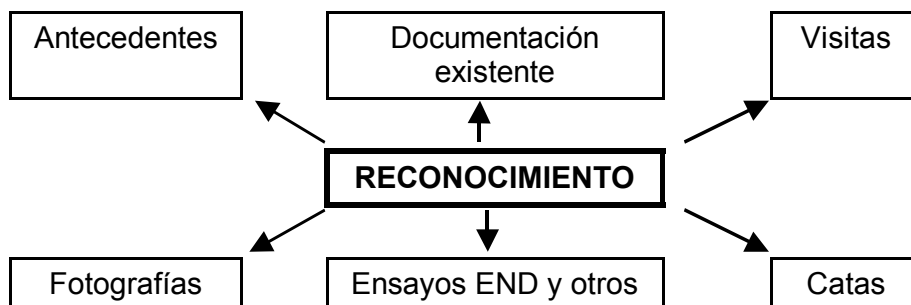 Antecedentes
Documentación
existente
Visitas
RECONOCIMIENTO
Fotografías
Ensayos END y otros
Catas